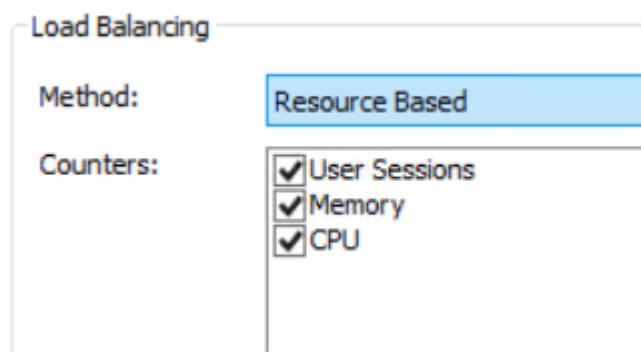 Load Balancing
Method: Resource Based
Counters: User Sessions
Memory
CPU